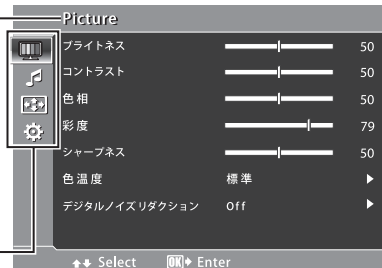 Picture
ブライトネス 50
コントラスト 50
色相 50
彩度 79
シャープネス 50
色温度 標準
デジタルノイズリダクション Off
Select OK Enter